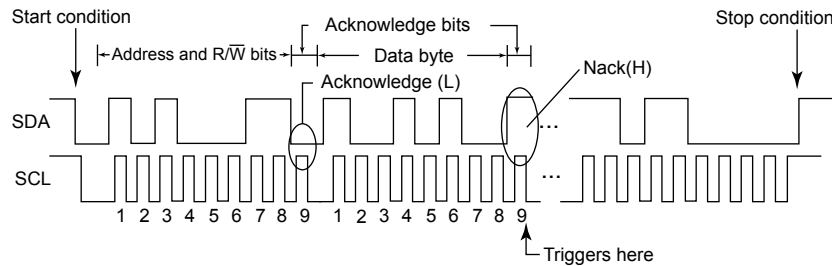 Start condition
Acknowledge bits
Stop condition
Address and R/W̅ bits
Data byte
Acknowledge (L)
Nack(H)
SDA
...
SCL
...
1 2 3 4 5 6 7 8 9 1 2 3 4 5 6 7 8 9
Triggers here